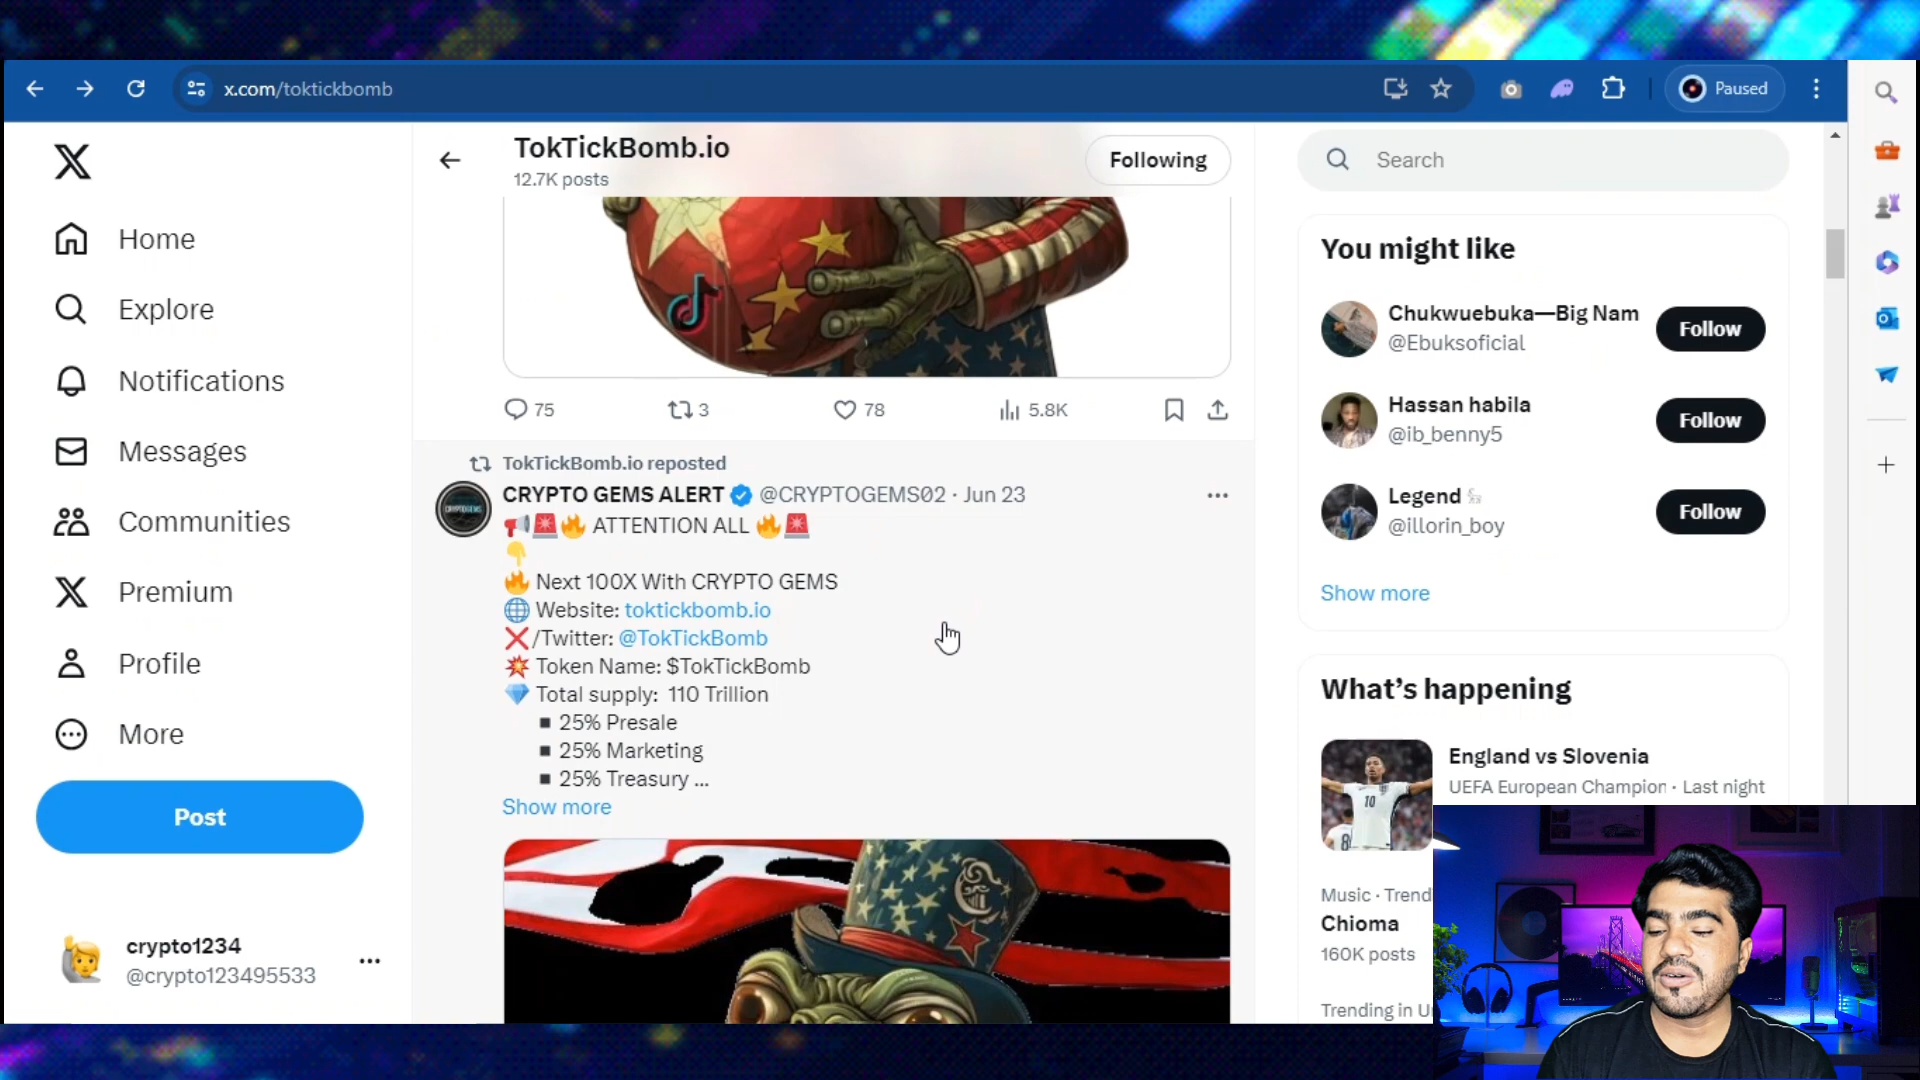 x.com/toktickbomb
Paused
TokTickBomb.io
12.7K posts
Following
Search
Home
Explore
Notifications
Messages
Communities
Premium
Profile
More
Post
crypto1234
@crypto123495533
75
3
78
5.8K
TokTickBomb.io reposted
CRYPTO GEMS ALERT @CRYPTOGEMS02 · Jun 23
📢🚨🔥 ATTENTION ALL 🔥🚨
👇
🔥 Next 100X With CRYPTO GEMS
🌐 Website: toktickbomb.io
❌/Twitter: @TokTickBomb
💥 Token Name: $TokTickBomb
💎 Total supply: 110 Trillion
▪ 25% Presale
▪ 25% Marketing
▪ 25% Treasury ...
Show more
You might like
Chukwuebuka—Big Nam
@Ebuksoficial
Follow
Hassan habila
@ib_benny5
Follow
Legend
@illorin_boy
Follow
Show more
What's happening
England vs Slovenia
UEFA European Champion · Last night
Music · Trend
Chioma
160K posts
Trending in U